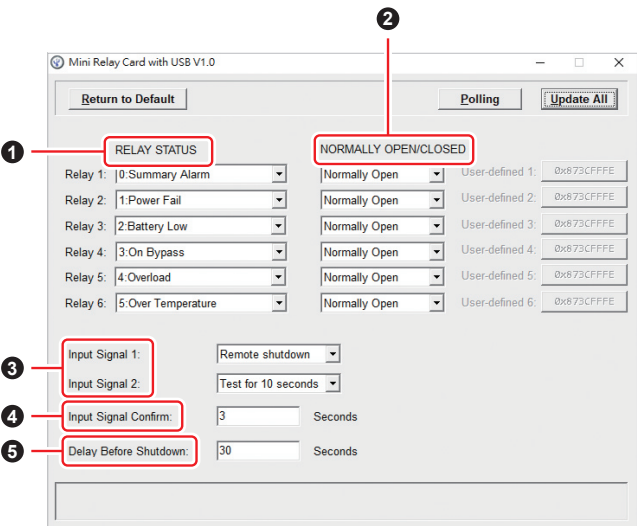 2
Mini Relay Card with USB V1.0
Return to Default Polling Update All
1 RELAY STATUS NORMALLY OPEN/CLOSED
Relay 1: 0:Summary Alarm Normally Open User-defined 1: 0x873CFFFE
Relay 2: 1:Power Fail Normally Open User-defined 2: 0x873CFFFE
Relay 3: 2:Battery Low Normally Open User-defined 3: 0x873CFFFE
Relay 4: 3:On Bypass Normally Open User-defined 4: 0x873CFFFE
Relay 5: 4:Overload Normally Open User-defined 5: 0x873CFFFE
Relay 6: 5:Over Temperature Normally Open User-defined 6: 0x873CFFFE
Input Signal 1: Remote shutdown
3
Input Signal 2: Test for 10 seconds
4 Input Signal Confirm: 3 Seconds
5 Delay Before Shutdown: 30 Seconds